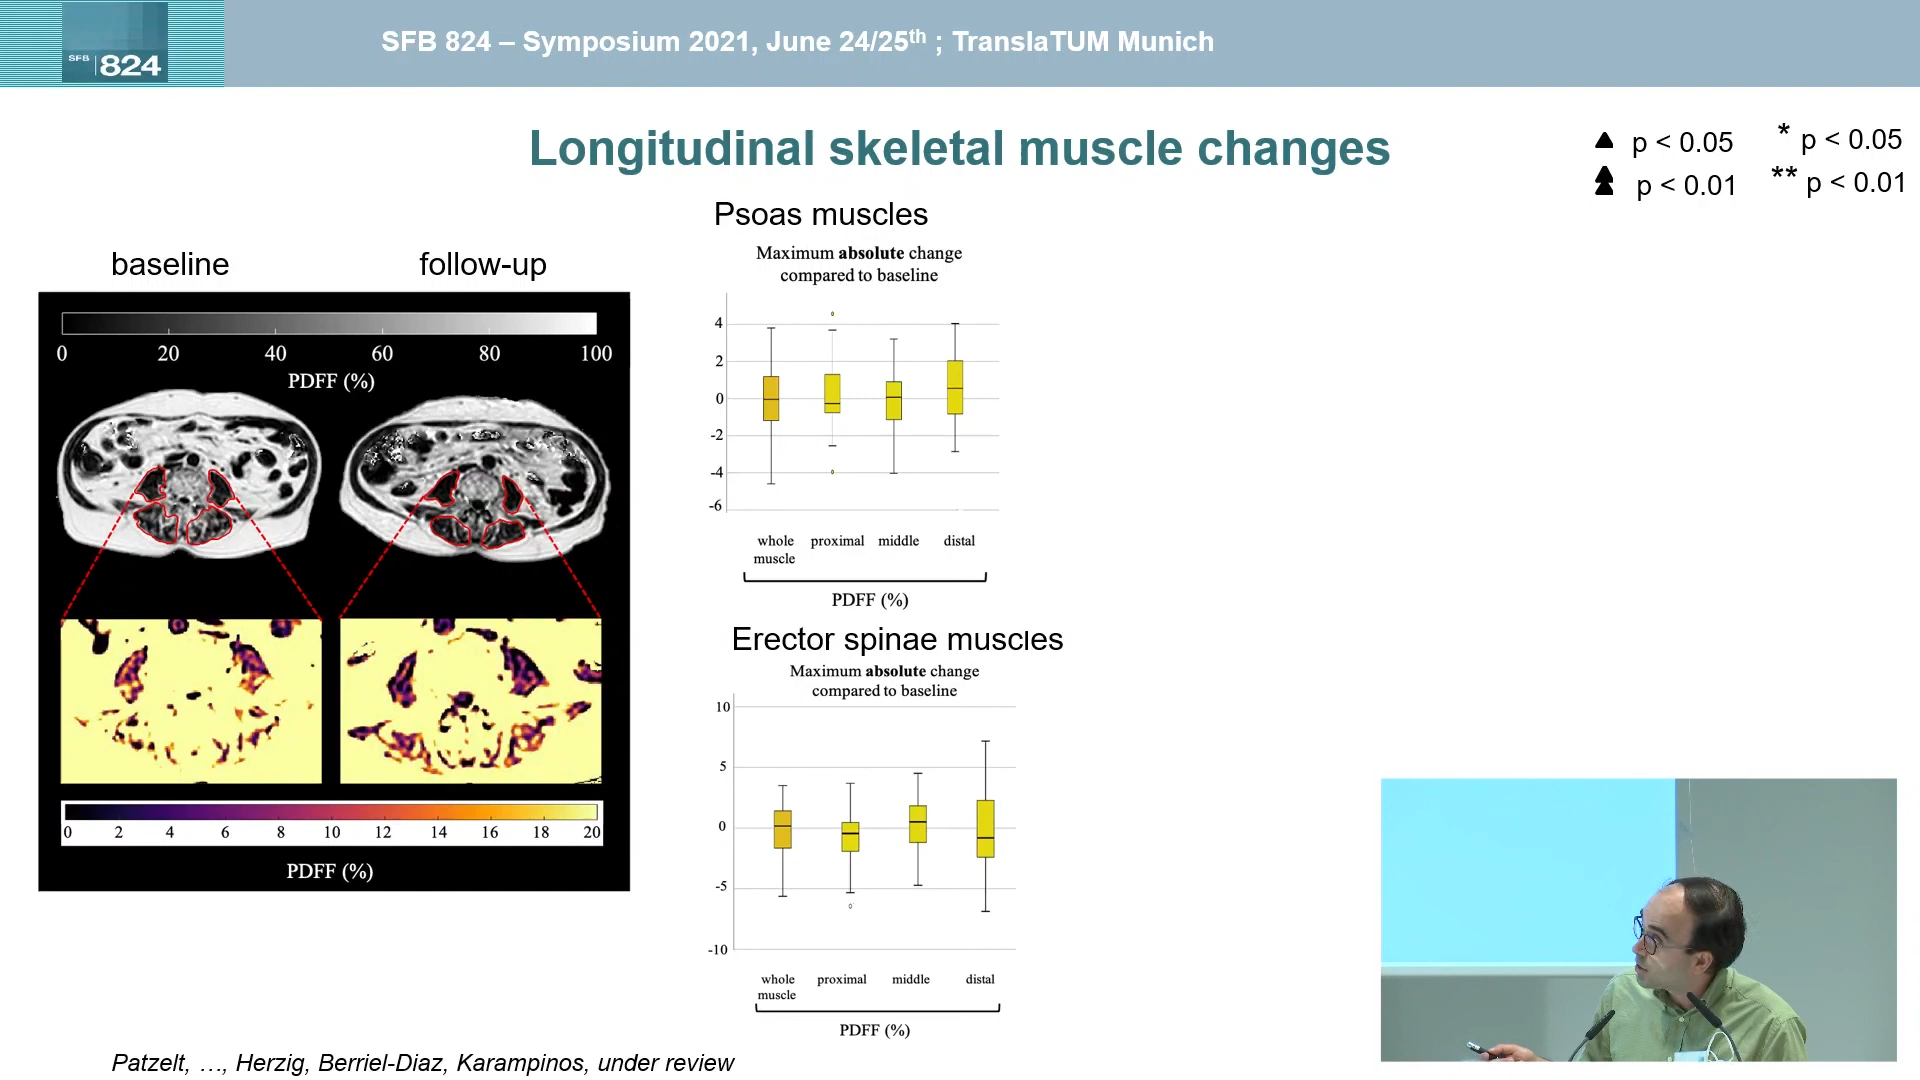 SFB 824
SFB 824 – Symposium 2021, June 24/25th ; TranslaTUM Munich
Longitudinal skeletal muscle changes
▲ p < 0.05 * p < 0.05
▲▲ p < 0.01 ** p < 0.01
baseline follow-up
0 20 40 60 80 100
PDFF (%)
0 2 4 6 8 10 12 14 16 18 20
PDFF (%)
Psoas muscles
Maximum absolute change
compared to baseline
4
2
0
-2
-4
-6
whole proximal middle distal
muscle
PDFF (%)
Erector spinae muscles
Maximum absolute change
compared to baseline
10
5
0
-5
-10
whole proximal middle distal
muscle
PDFF (%)
Patzelt, …, Herzig, Berriel-Diaz, Karampinos, under review